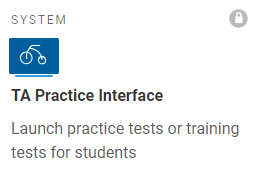 SYSTEM
TA Practice Interface
Launch practice tests or training
tests for students